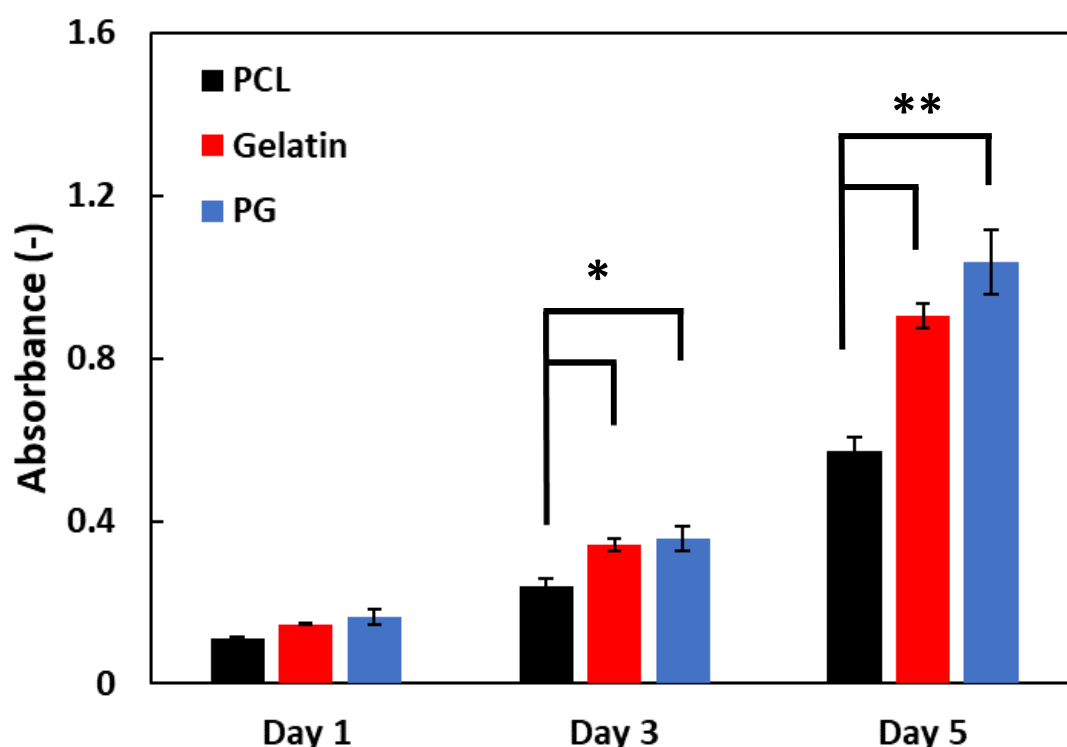 1.6
PCL
**
Gelatin
1.2
PG
*
0.8
0.4
0
Absorbance (-)
Day 1 Day 3 Day 5